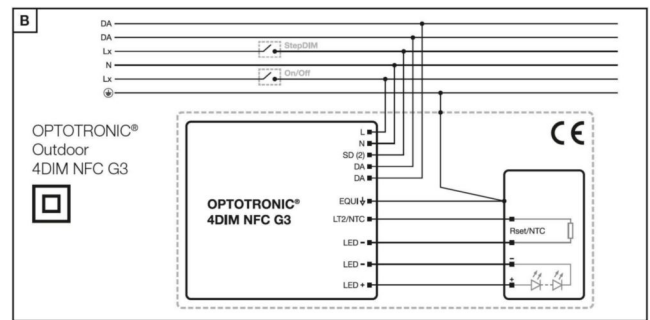 B
DA
DA
Lx
StepDIM
N
Lx
On/Off
OPTOTRONIC®
Outdoor
4DIM NFC G3
CE
L
N
SD (2)
DA
DA
OPTOTRONIC®
4DIM NFC G3
EQUI
LT2/NTC
LED -
LED -
LED +
Rset/NTC
-
+